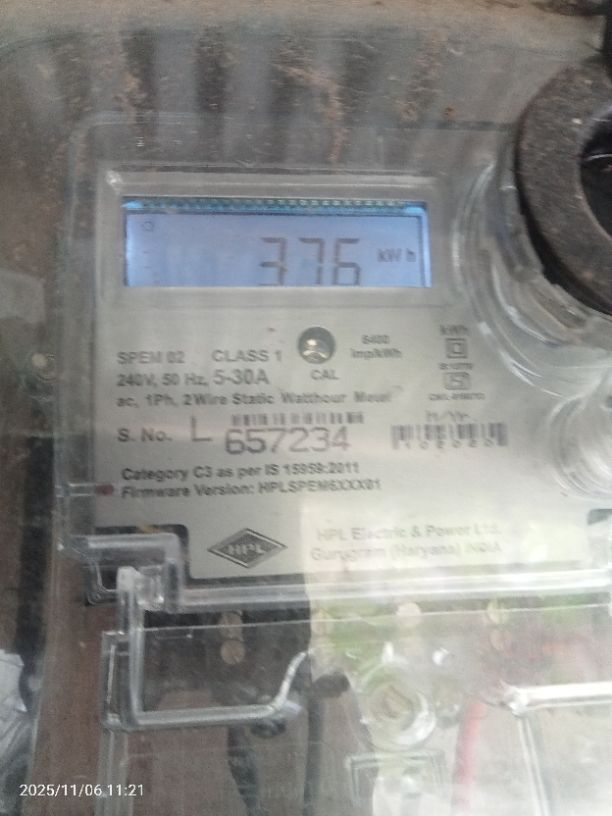 376 kWh
SPEM 02 CLASS 1
6400
imp/kWh
kWh
240V, 50 Hz, 5-30A
CAL
ac, 1Ph, 2Wire Static Watthour Meter
S. No. L 657234
Category C3 as per IS 15959:2011
Firmware Version: HPLSPEM6XXX01
HPL
HPL Electric & Power Ltd.
Gurugram (Haryana) INDIA
2025/11/06 11:21